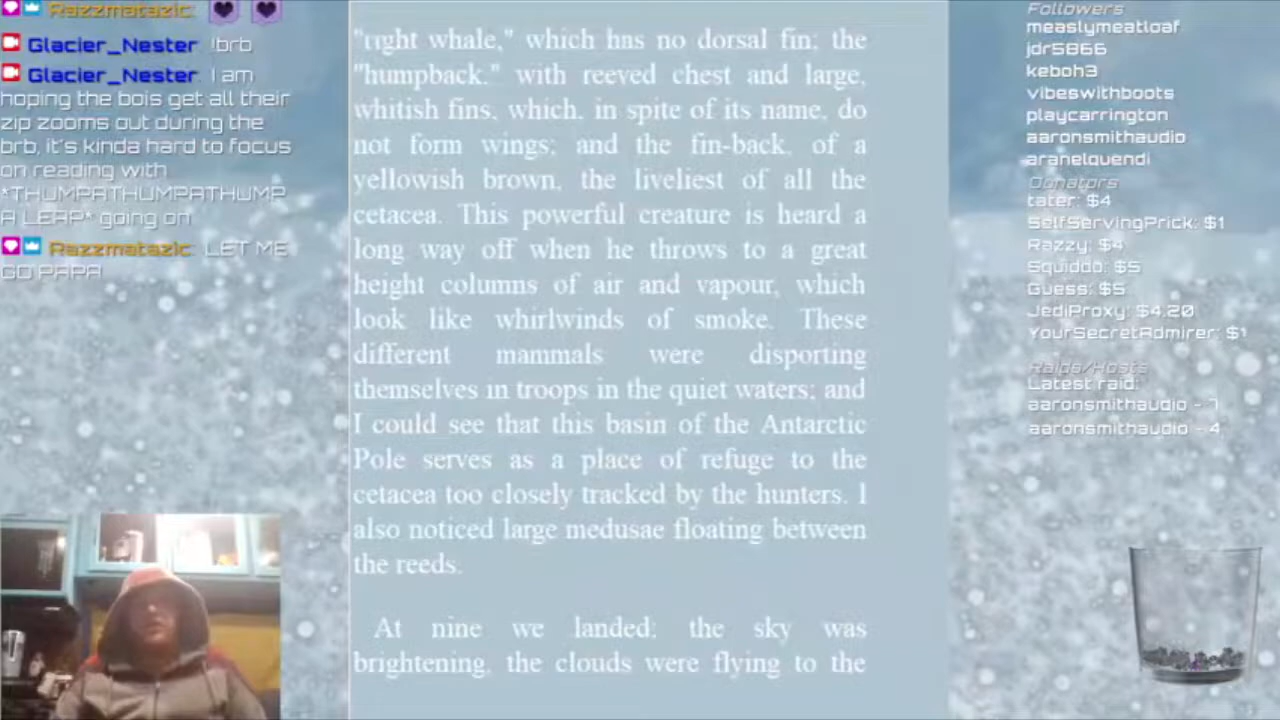 Razzmatazic:
Glacier_Nester: !brb
Glacier_Nester: I am
hoping the bois get all their
zip zooms out during the
brb, it's kinda hard to focus
on reading with
*THUMPATHUMPATHUMP
A LEAP* going on
Razzmatazic: LET ME
GO PAPA
"right whale," which has no dorsal fin; the
"humpback," with reeved chest and large,
whitish fins, which, in spite of its name, do
not form wings; and the fin-back, of a
yellowish brown, the liveliest of all the
cetacea. This powerful creature is heard a
long way off when he throws to a great
height columns of air and vapour, which
look like whirlwinds of smoke. These
different mammals were disporting
themselves in troops in the quiet waters; and
I could see that this basin of the Antarctic
Pole serves as a place of refuge to the
cetacea too closely tracked by the hunters. I
also noticed large medusae floating between
the reeds.
At nine we landed; the sky was
brightening, the clouds were flying to the
Followers
measlymeatloaf
jdr5866
keboh3
vibeswithboots
playcarrington
aaronsmithaudio
aranelquendi
Donators
tater: $4
SelfServingPrick: $1
Razzy: $4
Squiddo: $5
Guess: $5
JediProxy: $4.20
YourSecretAdmirer: $1
Raids/Hosts
Latest raid:
aaronsmithaudio - 7
aaronsmithaudio - 4